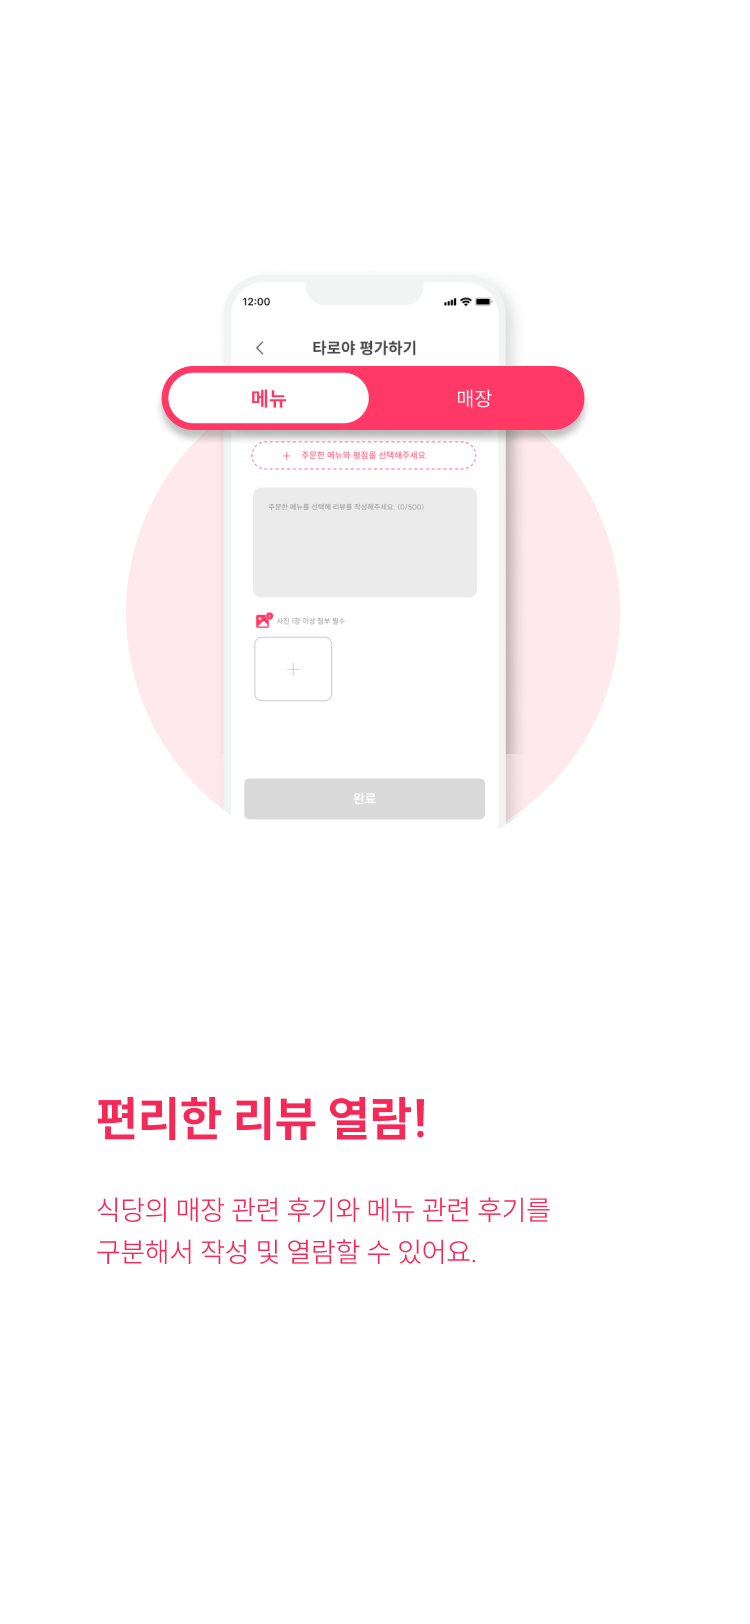 12:00
타로야 평가하기
메뉴
매장
주문한 메뉴와 평점을 선택해주세요.
주문한 메뉴를 선택해 리뷰를 작성해주세요. (0/500)
사진 1장 이상 첨부 필수
완료
편리한 리뷰 열람!
식당의 매장 관련 후기와 메뉴 관련 후기를
구분해서 작성 및 열람할 수 있어요.